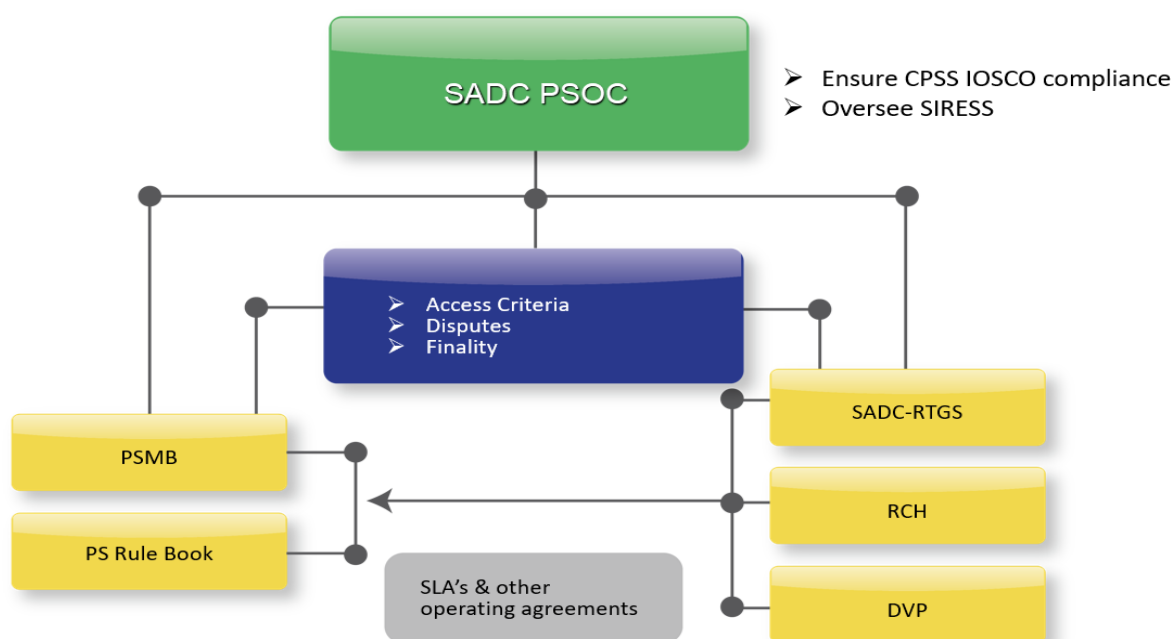 SADC PSOC
➢ Ensure CPSS IOSCO compliance
➢ Oversee SIRESS
➢ Access Criteria
➢ Disputes
➢ Finality
PSMB
PS Rule Book
SADC-RTGS
RCH
DVP
SLA's & other
operating agreements